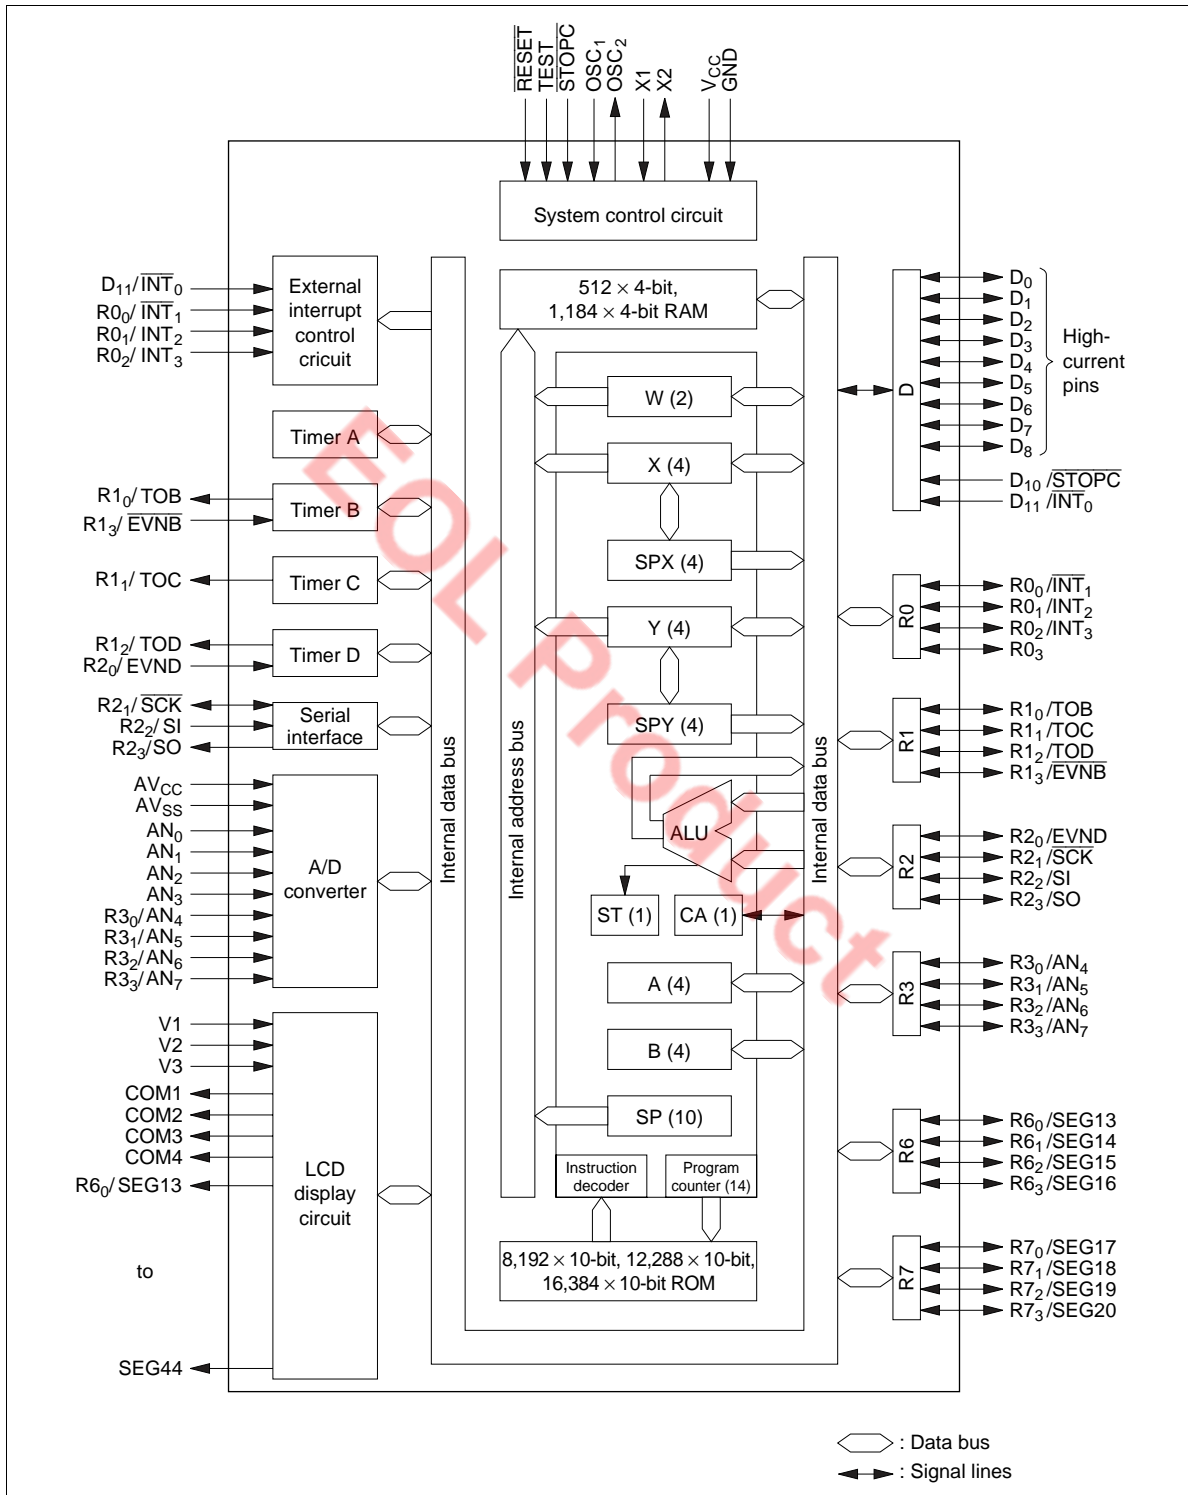 RESET
TEST
STOPC
OSC1
OSC2
X1
X2
VCC
GND
System control circuit
D11/INT0
R00/INT1
R01/INT2
R02/INT3
External
interrupt
control
cricuit
Timer A
R10/TOB
R13/EVNB
Timer B
R11/TOC
Timer C
R12/TOD
R20/EVND
Timer D
R21/SCK
R22/SI
R23/SO
Serial
interface
AVCC
AVSS
AN0
AN1
AN2
AN3
R30/AN4
R31/AN5
R32/AN6
R33/AN7
A/D
converter
V1
V2
V3
COM1
COM2
COM3
COM4
R60/SEG13
to
SEG44
LCD
display
circuit
Internal data bus
Internal address bus
512 × 4-bit,
1,184 × 4-bit RAM
W (2)
X (4)
SPX (4)
Y (4)
SPY (4)
ALU
ST (1)
CA (1)
A (4)
B (4)
SP (10)
Instruction
decoder
Program
counter (14)
8,192 × 10-bit, 12,288 × 10-bit,
16,384 × 10-bit ROM
Internal data bus
D
D0
D1
D2
D3
D4
D5
D6
D7
D8
High-
current
pins
D10/STOPC
D11/INT0
R0
R00/INT1
R01/INT2
R02/INT3
R03
R1
R10/TOB
R11/TOC
R12/TOD
R13/EVNB
R2
R20/EVND
R21/SCK
R22/SI
R23/SO
R3
R30/AN4
R31/AN5
R32/AN6
R33/AN7
R6
R60/SEG13
R61/SEG14
R62/SEG15
R63/SEG16
R7
R70/SEG17
R71/SEG18
R72/SEG19
R73/SEG20
: Data bus
: Signal lines
EOL Product